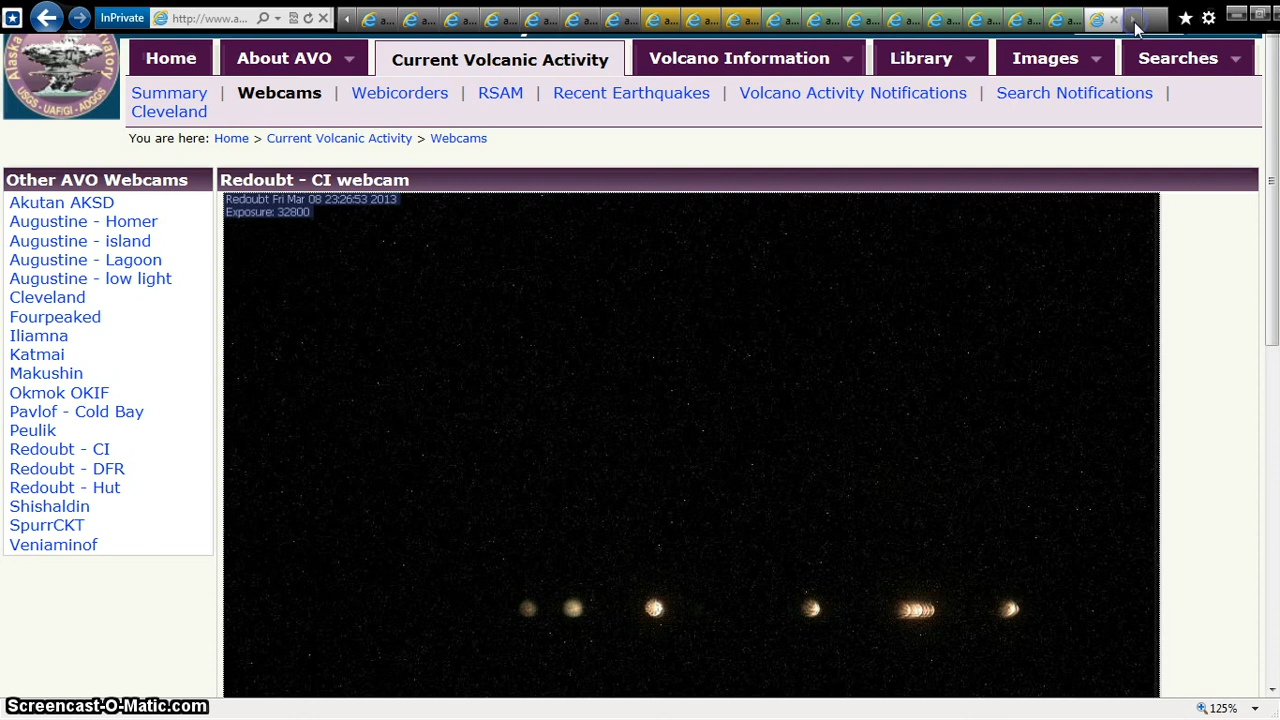 InPrivate
http://www.a...
a...
Home
About AVO
Current Volcanic Activity
Volcano Information
Library
Images
Searches
Summary | Webcams | Webicorders | RSAM | Recent Earthquakes | Volcano Activity Notifications | Search Notifications |
Cleveland
You are here: Home > Current Volcanic Activity > Webcams
Other AVO Webcams
Akutan AKSD
Augustine - Homer
Augustine - island
Augustine - Lagoon
Augustine - low light
Cleveland
Fourpeaked
Iliamna
Katmai
Makushin
Okmok OKIF
Pavlof - Cold Bay
Peulik
Redoubt - CI
Redoubt - DFR
Redoubt - Hut
Shishaldin
SpurrCKT
Veniaminof
Redoubt - CI webcam
Redoubt Fri Mar 08 23:26:53 2013
Exposure: 32800
Screencast-O-Matic.com
125%